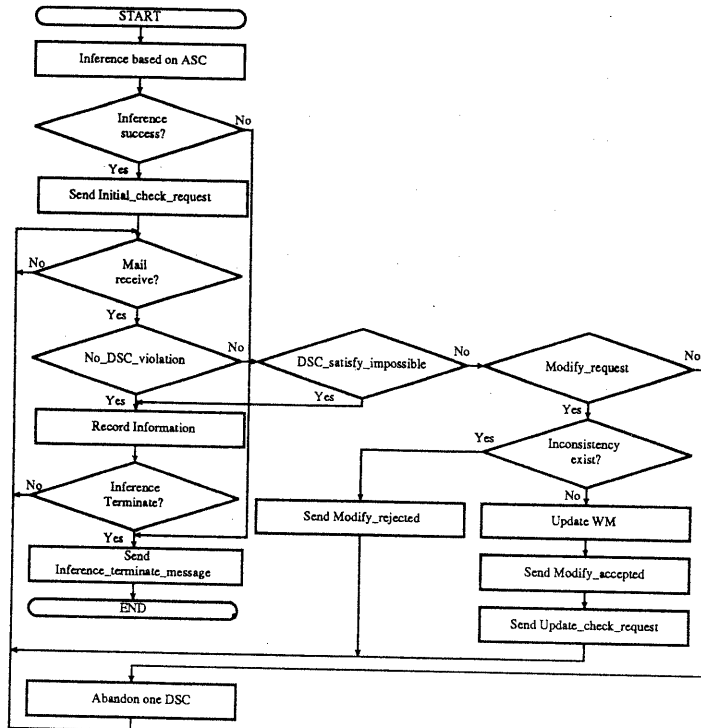 START
Inference based on ASC
Inference
success?
No
Yes
Send Initial_check_request
Mail
receive?
No
Yes
No_DSC_violation
No
Yes
DSC_satisfy_impossible
No
Yes
Modify_request
No
Yes
Record Information
Inconsistency
exist?
Yes
No
Inference
Terminate?
No
Yes
Send Modify_rejected
Update WM
Send
Inference_terminate_message
Send Modify_accepted
END
Send Update_check_request
Abandon one DSC